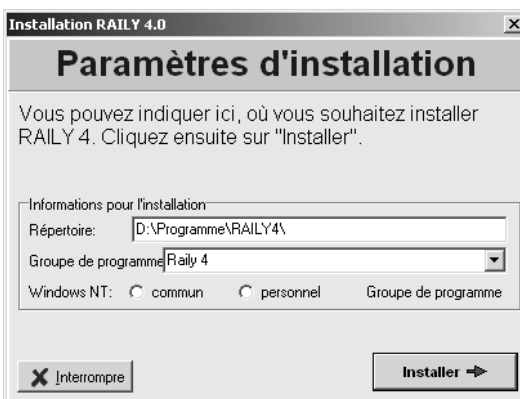 Installation RAILY 4.0
Paramètres d'installation
Vous pouvez indiquer ici, où vous souhaitez installer
RAILY 4. Cliquez ensuite sur "Installer".
Informations pour l'installation
Répertoire: D:\Programme\RAILY4\
Groupe de programme Raily 4
Windows NT: commun personnel Groupe de programme
Interrompre Installer